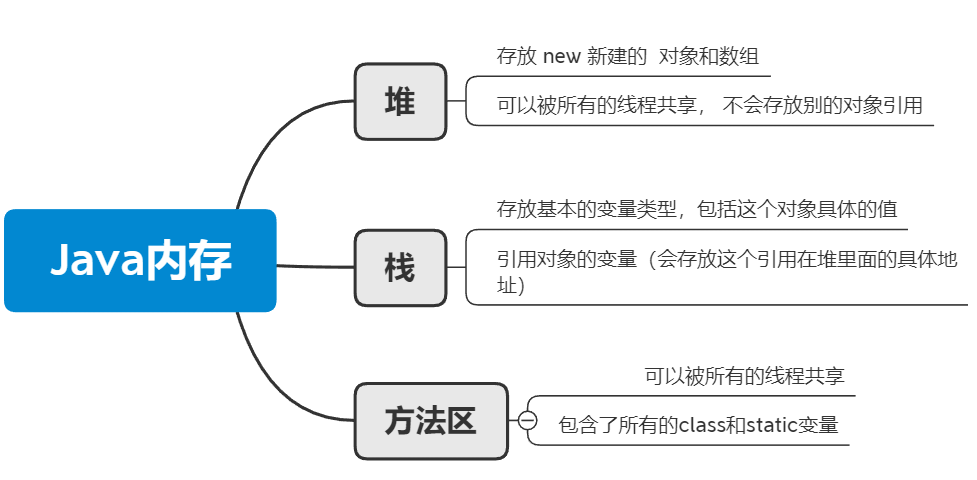 存放 new 新建的 对象和数组
堆
可以被所有的线程共享， 不会存放别的对象引用
存放基本的变量类型，包括这个对象具体的值
Java内存
栈
引用对象的变量（会存放这个引用在堆里面的具体地
址）
可以被所有的线程共享
方法区
包含了所有的class和static变量